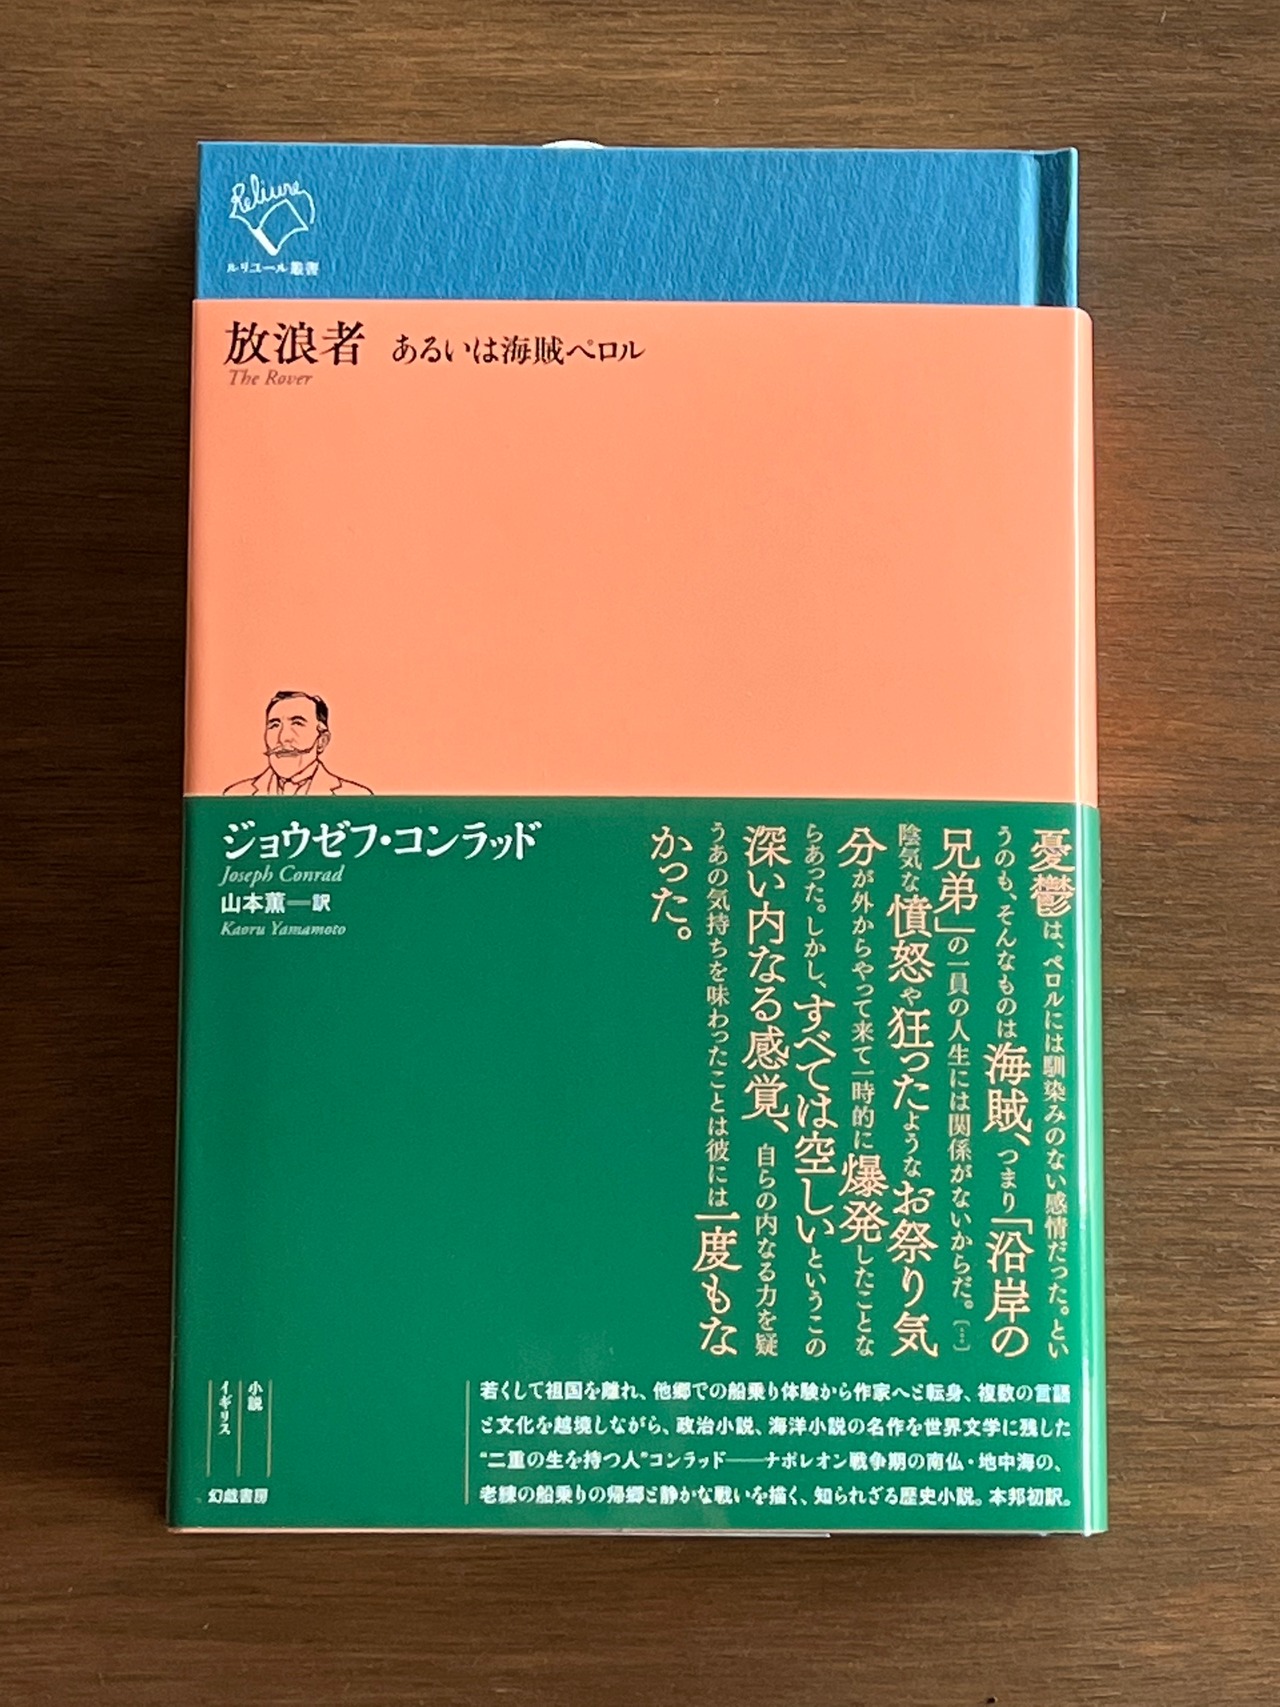 Reliure
ルリユール叢書
放浪者 あるいは海賊ペロル
The Rover
ジョウゼフ・コンラッド
Joseph Conrad
山本薫―訳
Kaoru Yamamoto
憂鬱は、ペロルには馴染みのない感情だった。とい
うのも、そんなものは海賊、つまり「沿岸の
兄弟」の一員の人生には関係がないからだ。〔…〕
陰気な憤怒や狂ったようなお祭り気
分が外からやって来て一時的に爆発したことな
らあった。しかし、すべては空しいというこの
深い内なる感覚、自らの内なる力を疑
うあの気持ちを味わったことは彼には一度もな
かった。
小説
イギリス
幻戯書房
若くして祖国を離れ、他郷での船乗り体験から作家へと転身、複数の言語
と文化を越境しながら、政治小説、海洋小説の名作を世界文学に残した
“二重の生を持つ人”コンラッド――ナポレオン戦争期の南仏・地中海の、
老練の船乗りの帰郷と静かな戦いを描く、知られざる歴史小説。本邦初訳。